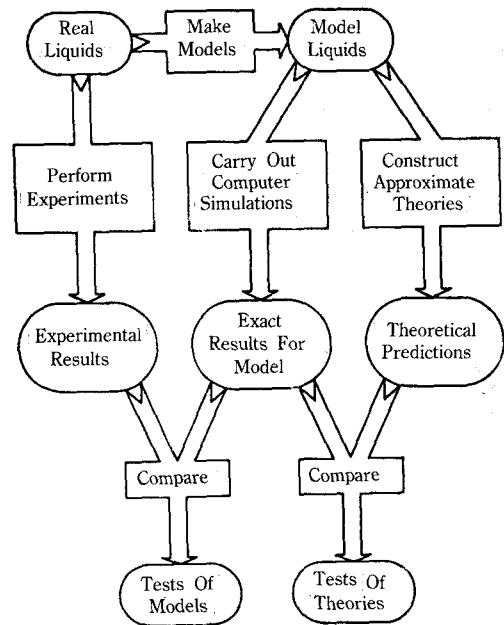 Real
Liquids
Make
Models
Model
Liquids
Perform
Experiments
Carry Out
Computer
Simulations
Construct
Approximate
Theories
Experimental
Results
Exact
Results For
Model
Theoretical
Predictions
Compare
Compare
Tests Of
Models
Tests Of
Theories